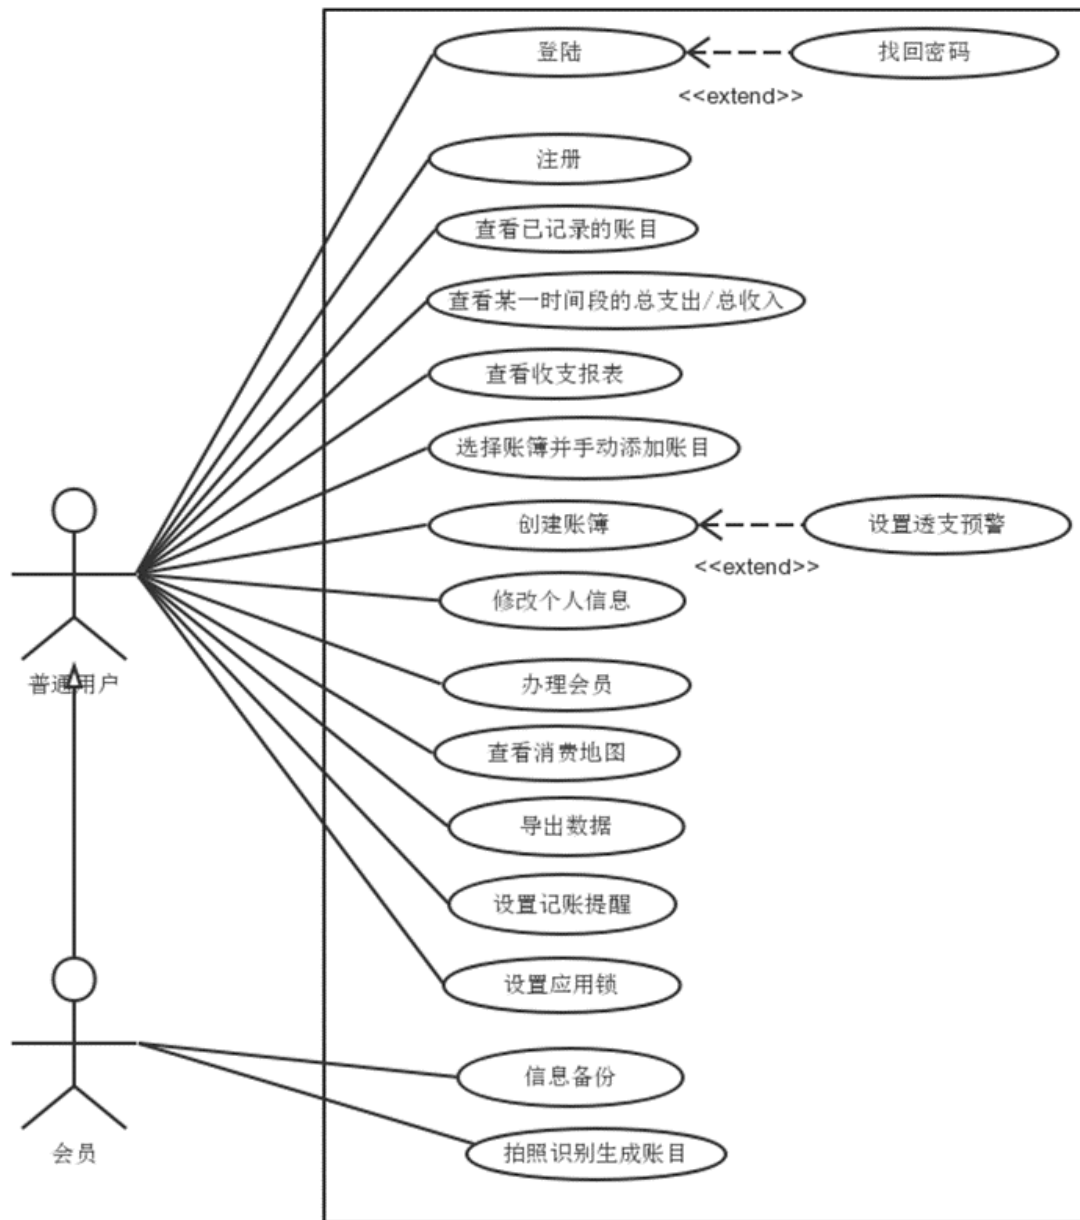 登陆
找回密码
<<extend>>
注册
查看已记录的账目
查看某一时间段的总支出/总收入
查看收支报表
选择账簿并手动添加账目
创建账簿
设置透支预警
<<extend>>
修改个人信息
普通用户
办理会员
查看消费地图
导出数据
设置记账提醒
设置应用锁
信息备份
会员
拍照识别生成账目